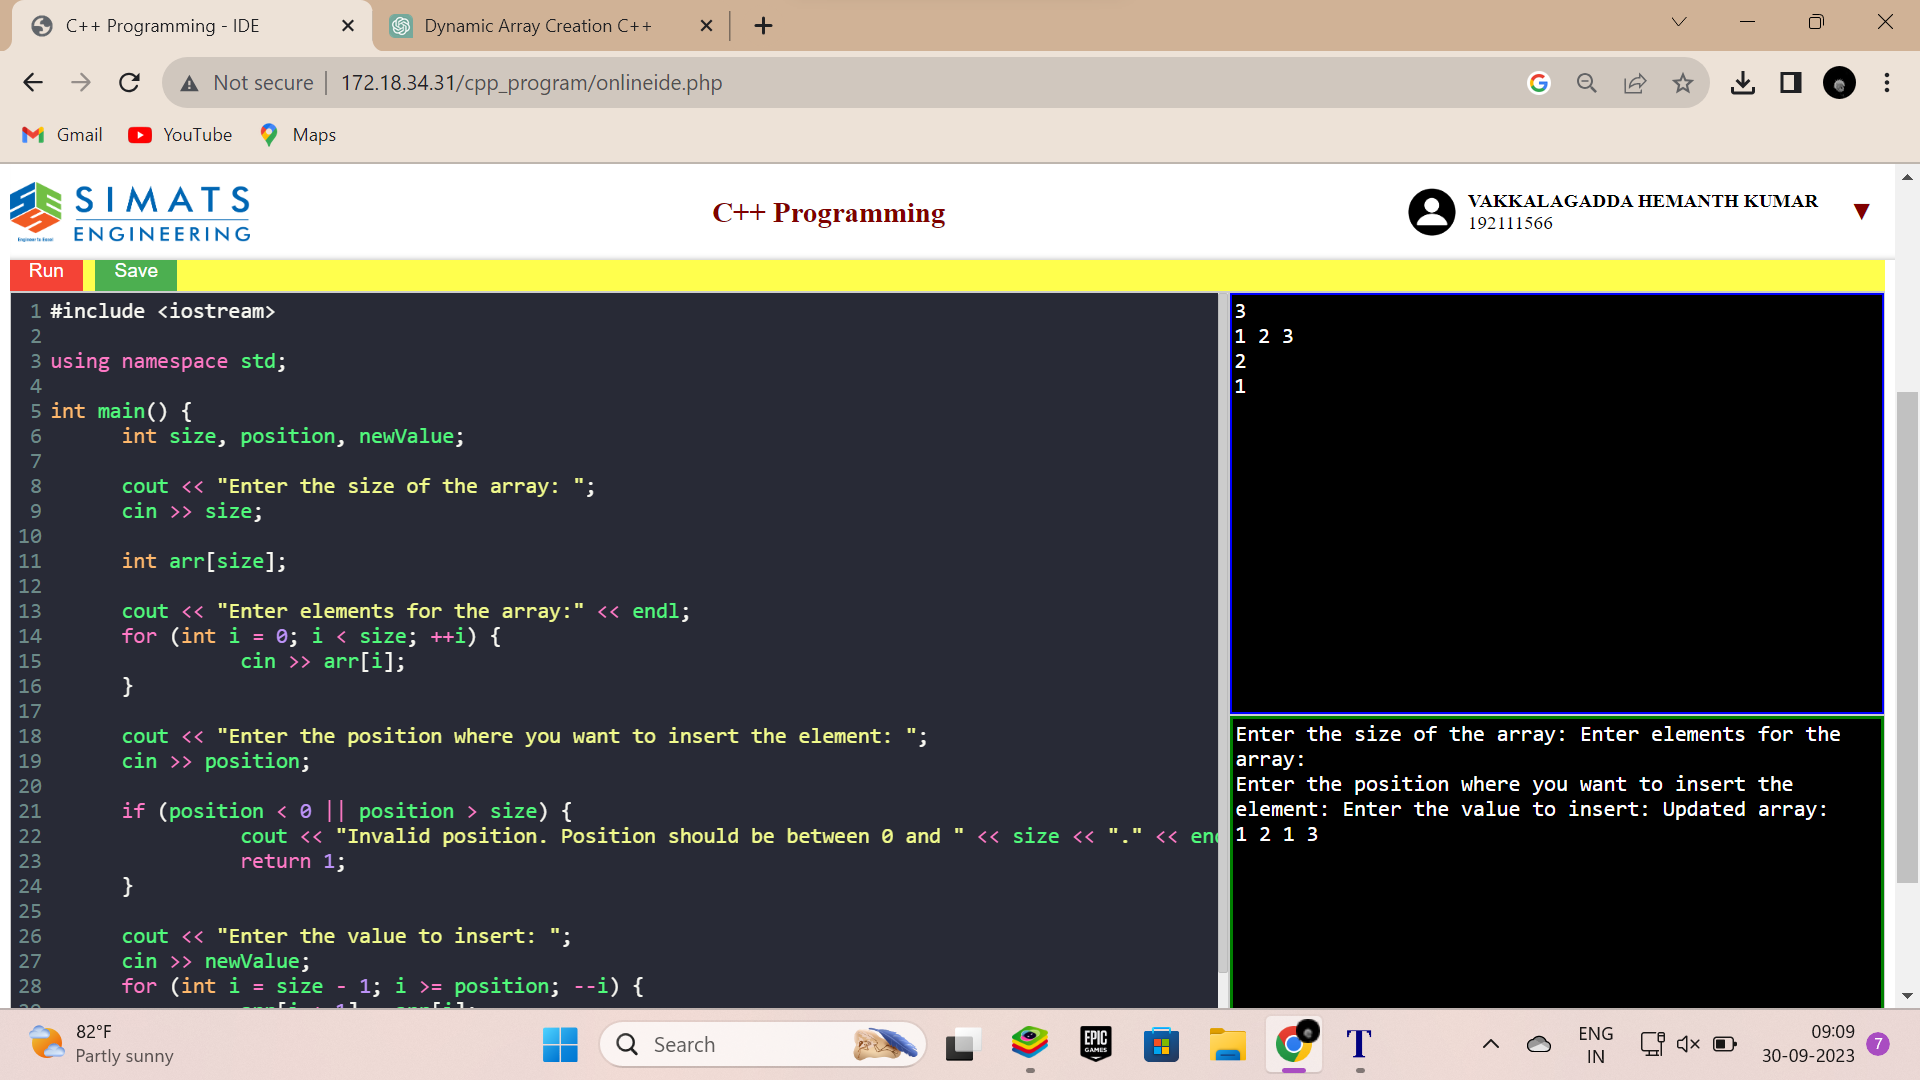 C++ Programming - IDE
Dynamic Array Creation C++
Not secure 172.18.34.31/cpp_program/onlineide.php
Gmail YouTube Maps
SIMATS
ENGINEERING
Engineer to Excel
C++ Programming
VAKKALAGADDA HEMANTH KUMAR
192111566
Run Save
1 #include <iostream>
2
3 using namespace std;
4
5 int main() {
6 int size, position, newValue;
7
8 cout << "Enter the size of the array: ";
9 cin >> size;
10
11 int arr[size];
12
13 cout << "Enter elements for the array:" << endl;
14 for (int i = 0; i < size; ++i) {
15 cin >> arr[i];
16 }
17
18 cout << "Enter the position where you want to insert the element: ";
19 cin >> position;
20
21 if (position < 0 || position > size) {
22 cout << "Invalid position. Position should be between 0 and " << size << "." << en
23 return 1;
24 }
25
26 cout << "Enter the value to insert: ";
27 cin >> newValue;
28 for (int i = size - 1; i >= position; --i) {
3
1 2 3
2
1
Enter the size of the array: Enter elements for the
array:
Enter the position where you want to insert the
element: Enter the value to insert: Updated array:
1 2 1 3
82°F
Partly sunny
Search
EPIC
GAMES
T
ENG
IN
09:09
30-09-2023
7